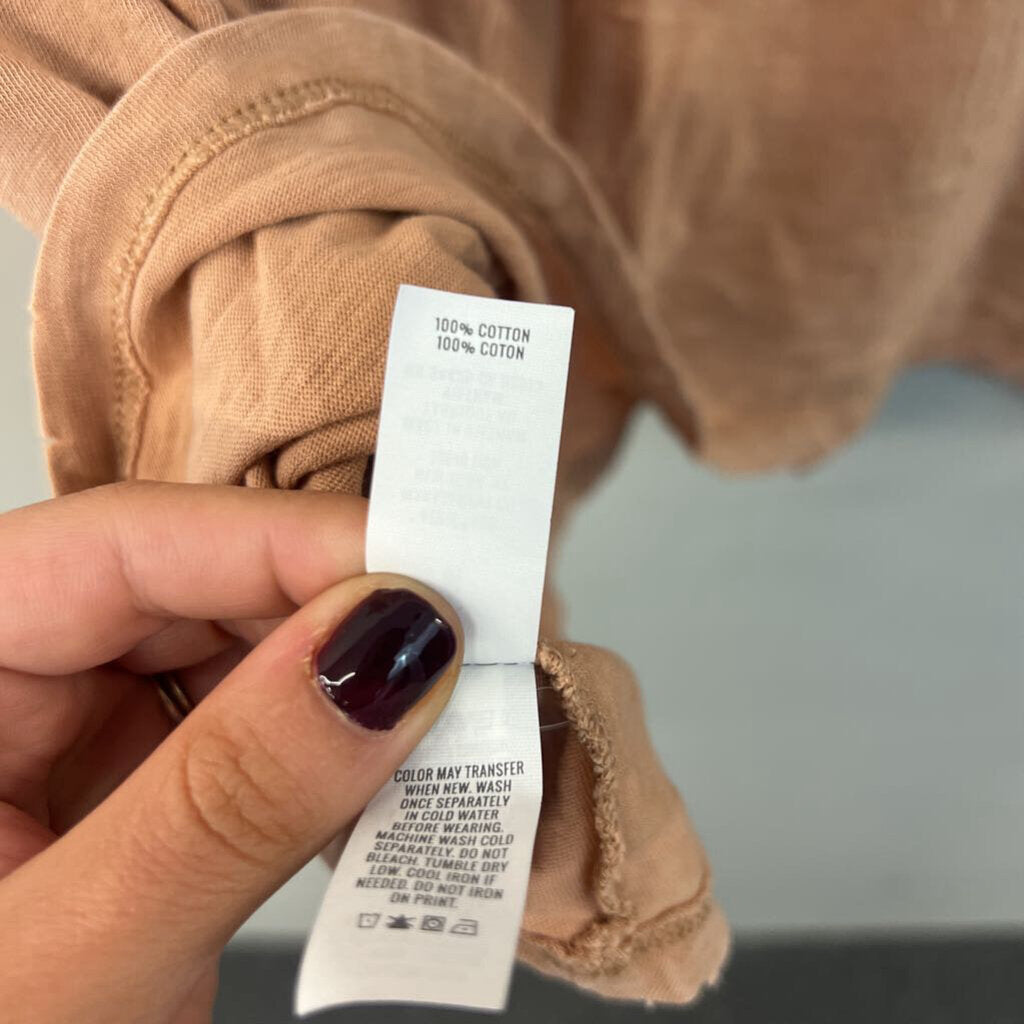 100% COTTON
100% COTON
COLOR MAY TRANSFER
WHEN NEW. WASH
ONCE SEPARATELY
IN COLD WATER
BEFORE WEARING.
MACHINE WASH COLD
SEPARATELY. DO NOT
BLEACH. TUMBLE DRY
LOW. COOL IRON IF
NEEDED. DO NOT IRON
ON PRINT.